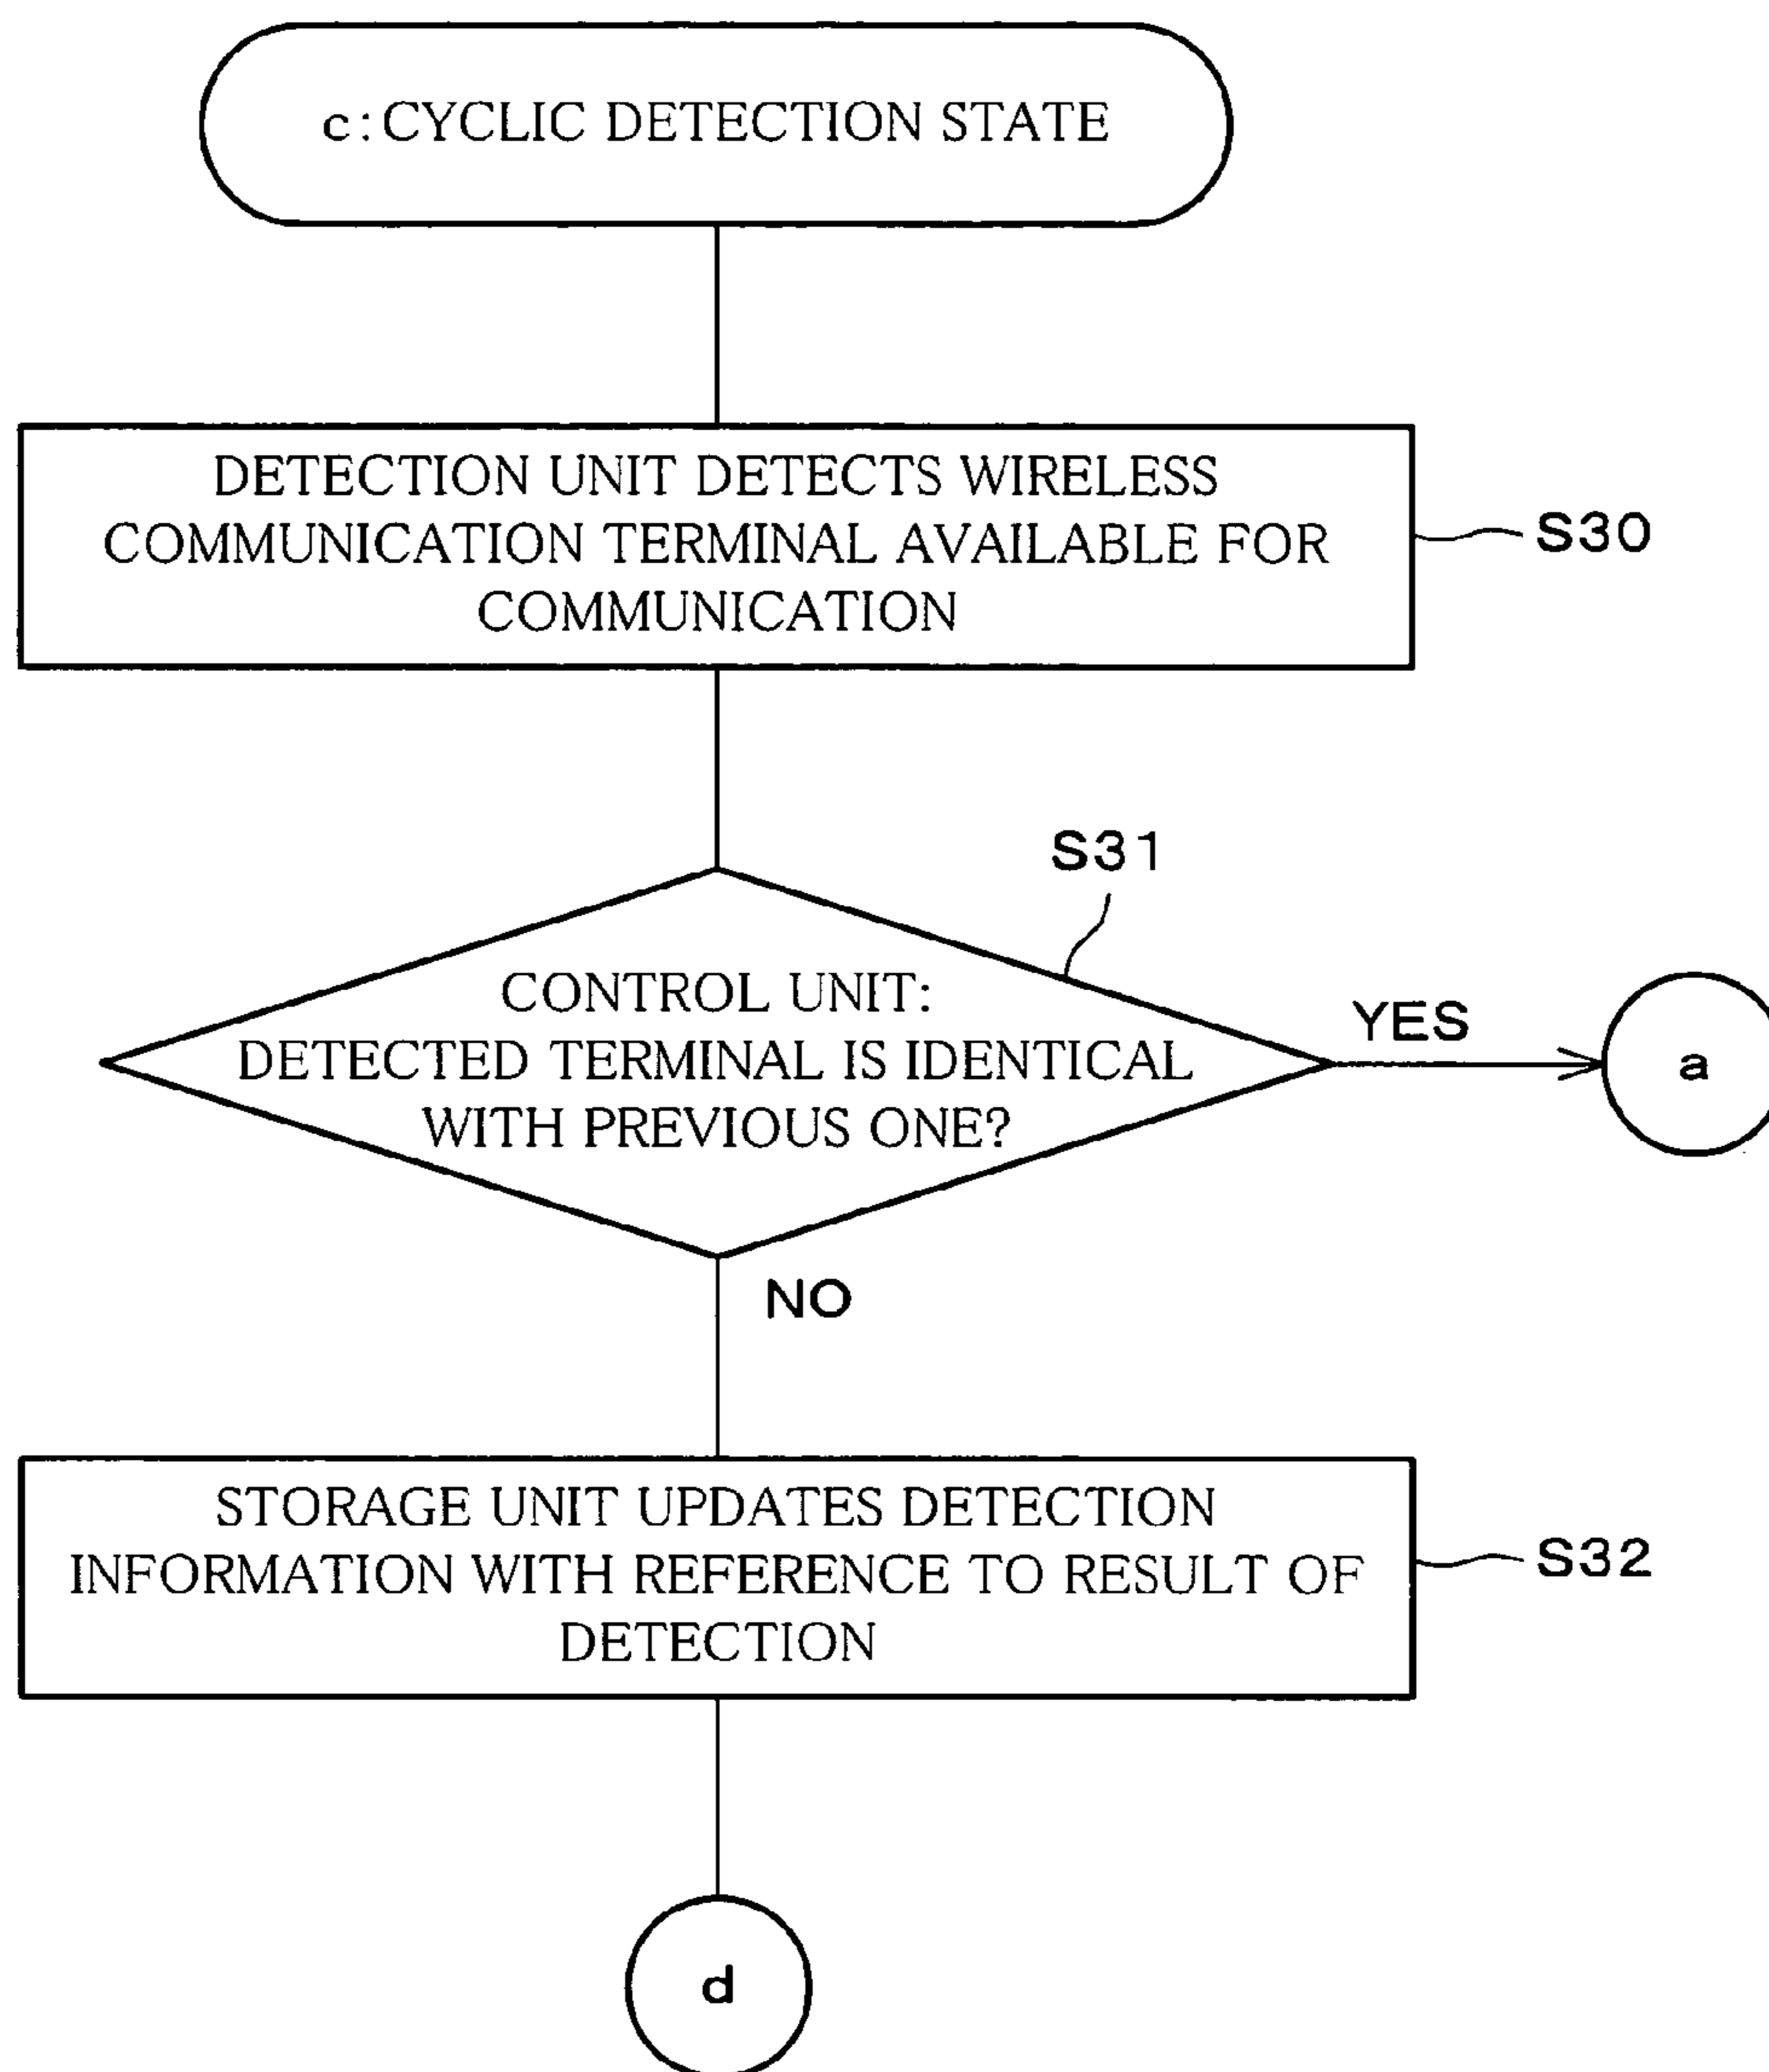 c:CYCLIC DETECTION STATE
DETECTION UNIT DETECTS WIRELESS
COMMUNICATION TERMINAL AVAILABLE FOR
COMMUNICATION
S30
S31
CONTROL UNIT:
DETECTED TERMINAL IS IDENTICAL
WITH PREVIOUS ONE?
YES
a
NO
STORAGE UNIT UPDATES DETECTION
INFORMATION WITH REFERENCE TO RESULT OF
DETECTION
S32
d